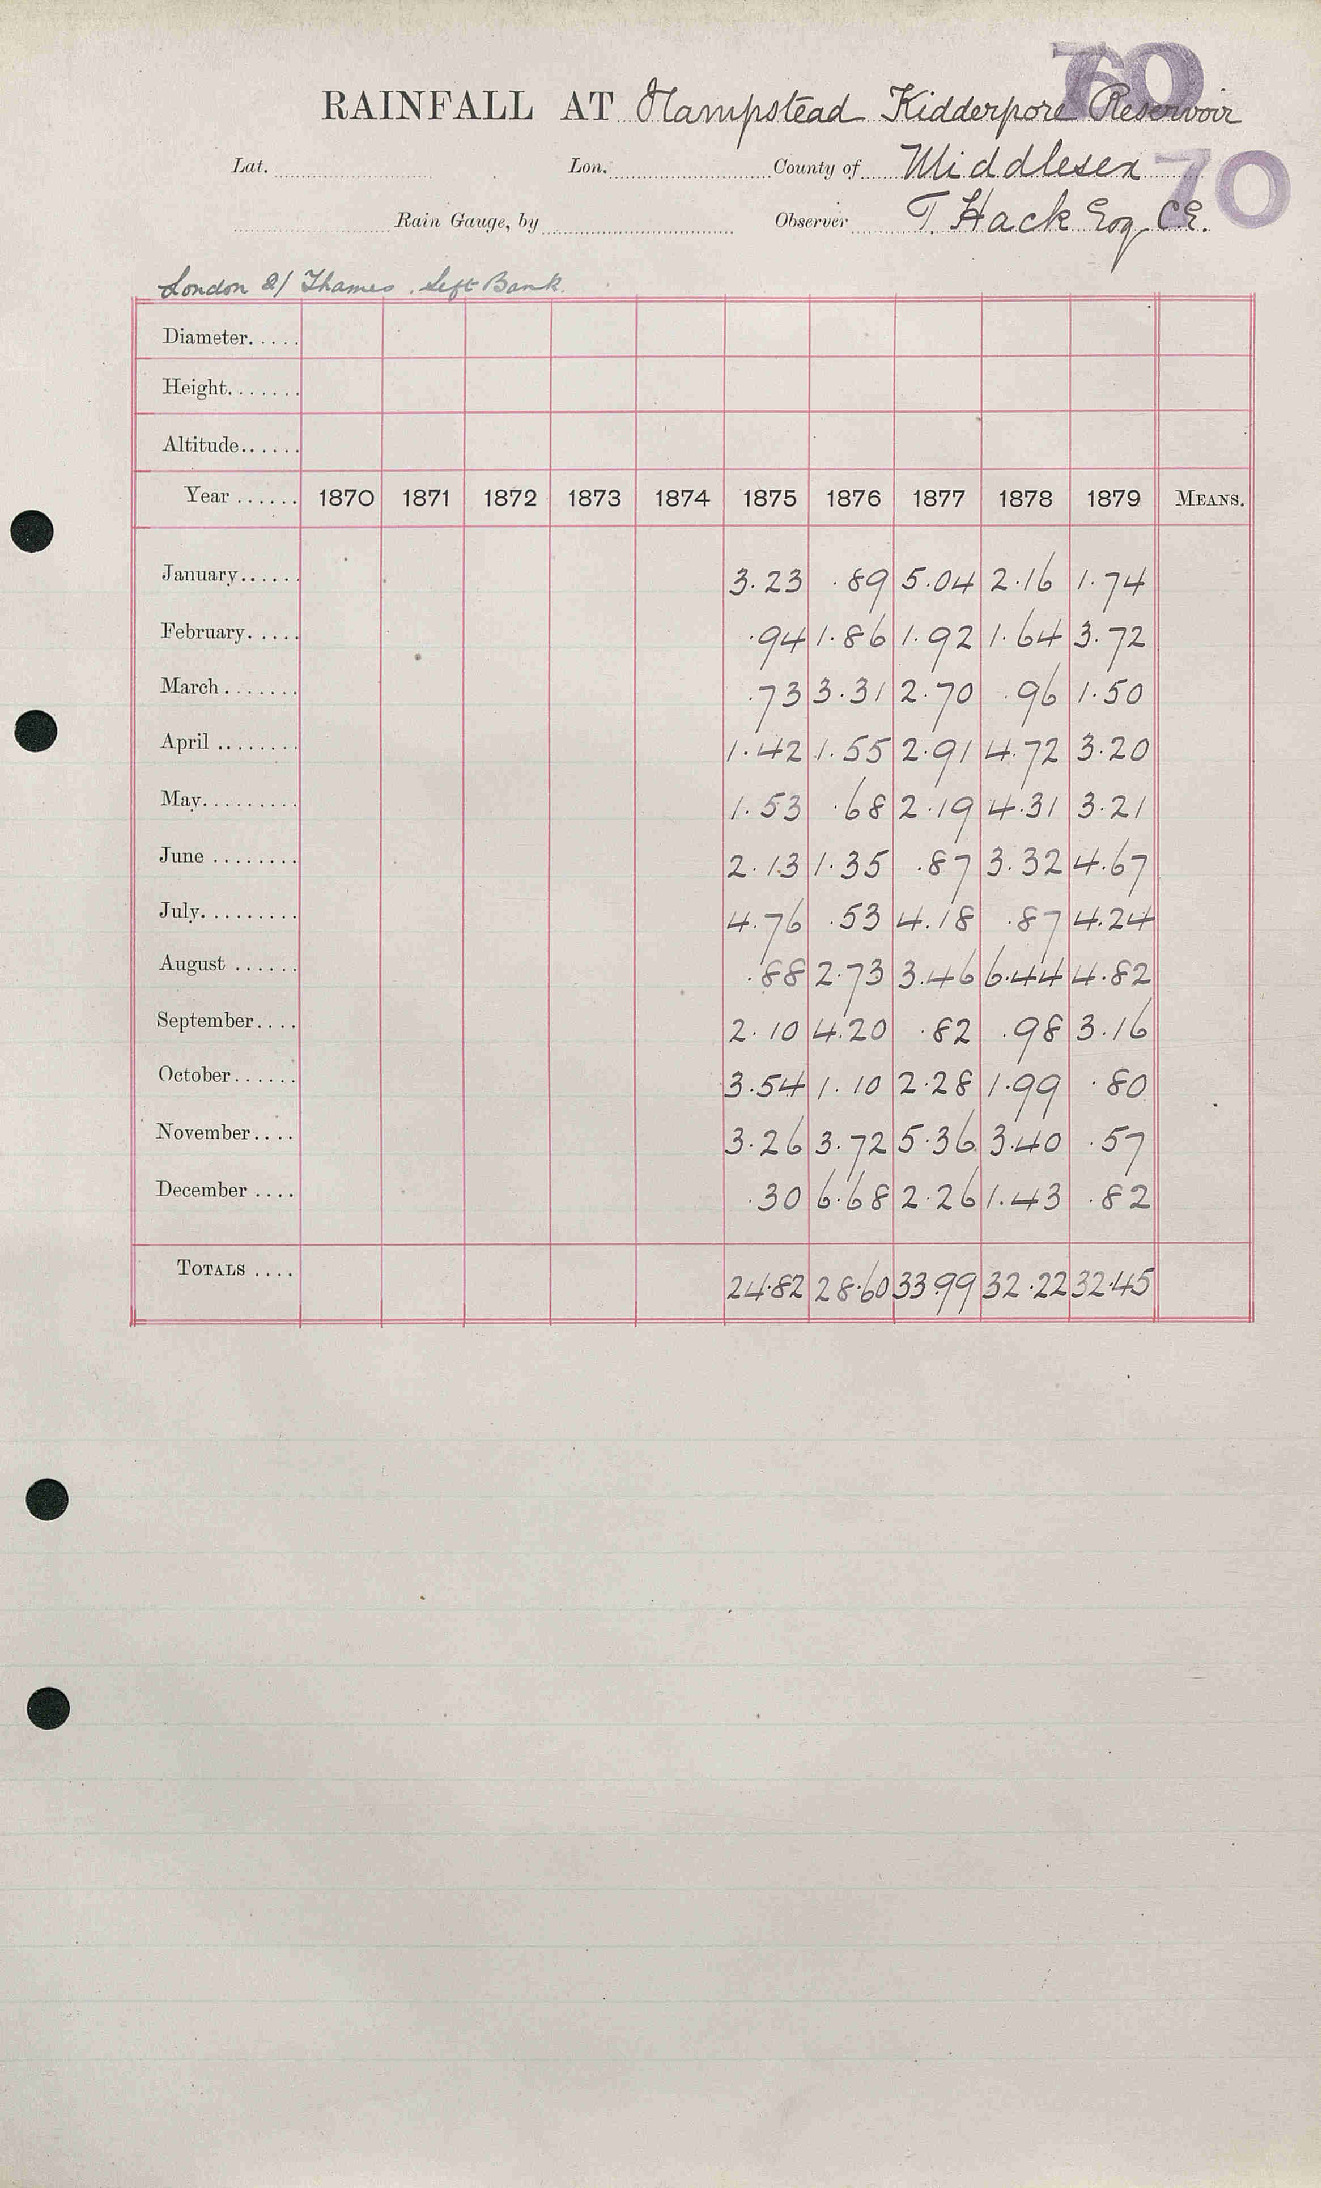 70
RAINFALL AT Hampstead Kidderpore Reservoir
Lat. Lon. County of Middlesex 70
Rain Gauge, by Observer T. Hack Esq CE.
London &/ Thames. Left Bank.
Diameter.....
Height.......
Altitude......
Year ...... 1870 1871 1872 1873 1874 1875 1876 1877 1878 1879 MEANS.
January...... 3.23 .89 5.04 2.16 1.74
February..... .94 1.86 1.92 1.64 3.72
March ....... .73 3.31 2.70 .96 1.50
April ........ 1.42 1.55 2.91 4.72 3.20
May......... 1.53 .68 2.19 4.31 3.21
June ........ 2.13 1.35 .87 3.32 4.67
July......... 4.76 .53 4.18 .87 4.24
August ...... .88 2.73 3.46 6.44 4.82
September.... 2.10 4.20 .82 .98 3.16
October...... 3.54 1.10 2.28 1.99 .80
November.... 3.26 3.72 5.36 3.40 .57
December .... .30 6.68 2.26 1.43 .82
TOTALS .... 24.82 28.60 33.99 32.22 32.45